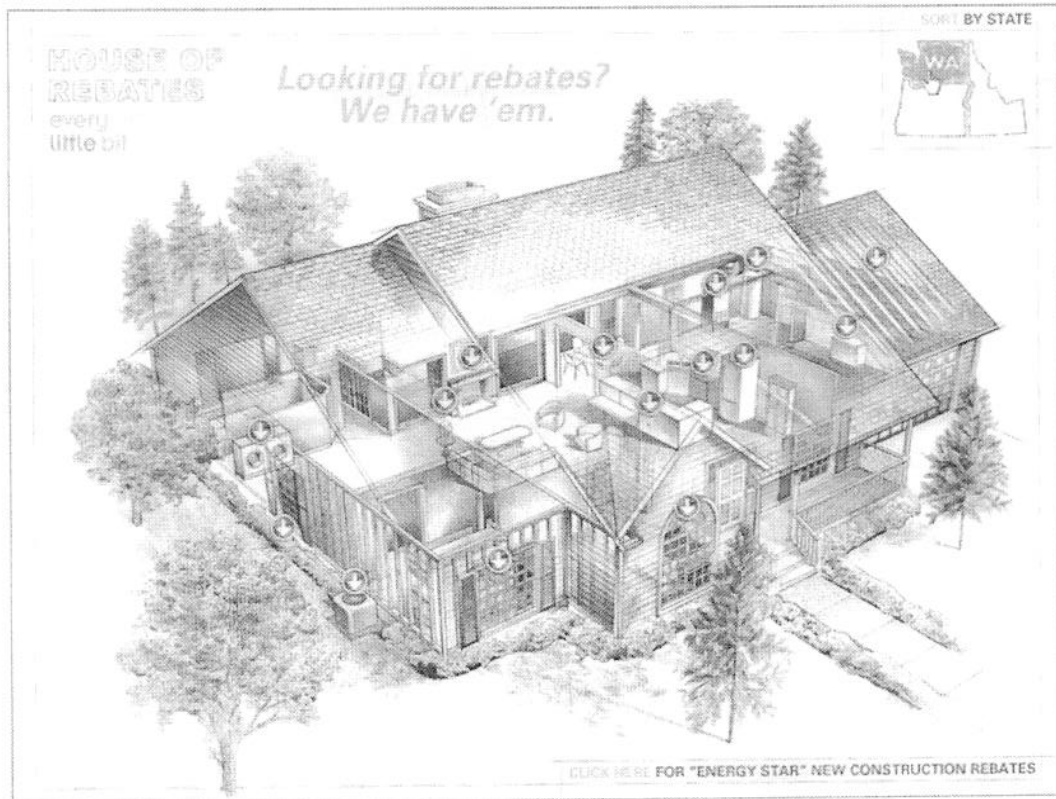 HOUSE OF
REBATES
every
little bit
Looking for rebates?
We have 'em.
SORT BY STATE
WA
CLICK HERE FOR "ENERGY STAR" NEW CONSTRUCTION REBATES